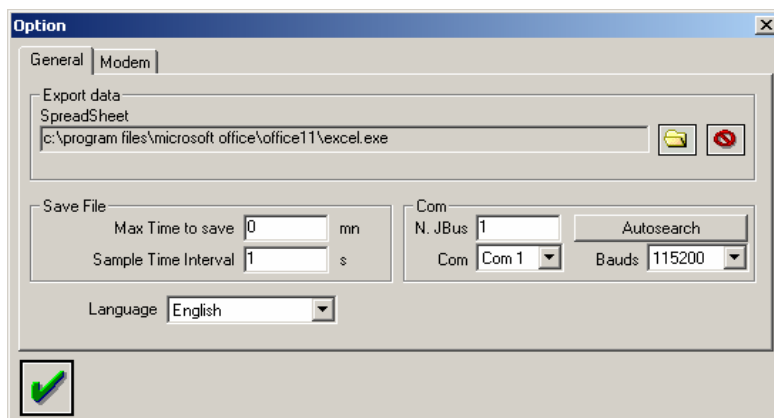 Option
General
Modem
Export data
SpreadSheet
c:\program files\microsoft office\office11\excel.exe
Save File
Max Time to save 0 mn
Sample Time Interval 1 s
Com
N. JBus 1 Autosearch
Com Com 1 Bauds 115200
Language English